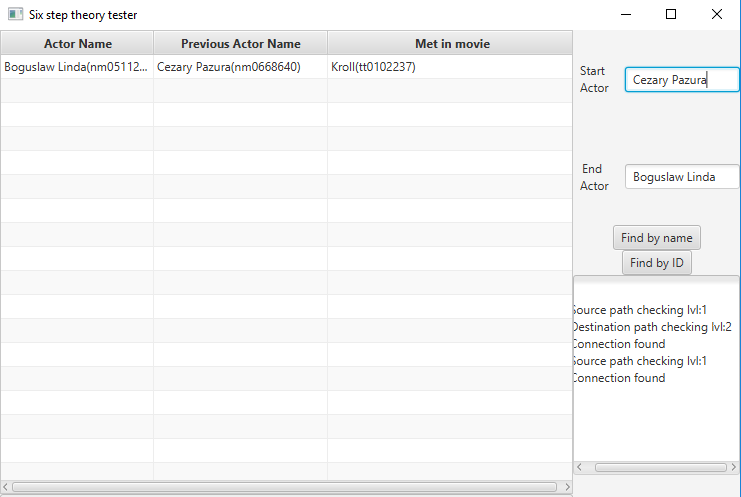 Six step theory tester
Actor Name Previous Actor Name Met in movie
Boguslaw Linda(nm05112... Cezary Pazura(nm0668640) Kroll(tt0102237)
Start
Actor
Cezary Pazura
End
Actor
Boguslaw Linda
Find by name
Find by ID
Source path checking lvl:1
Destination path checking lvl:2
Connection found
Source path checking lvl:1
Connection found